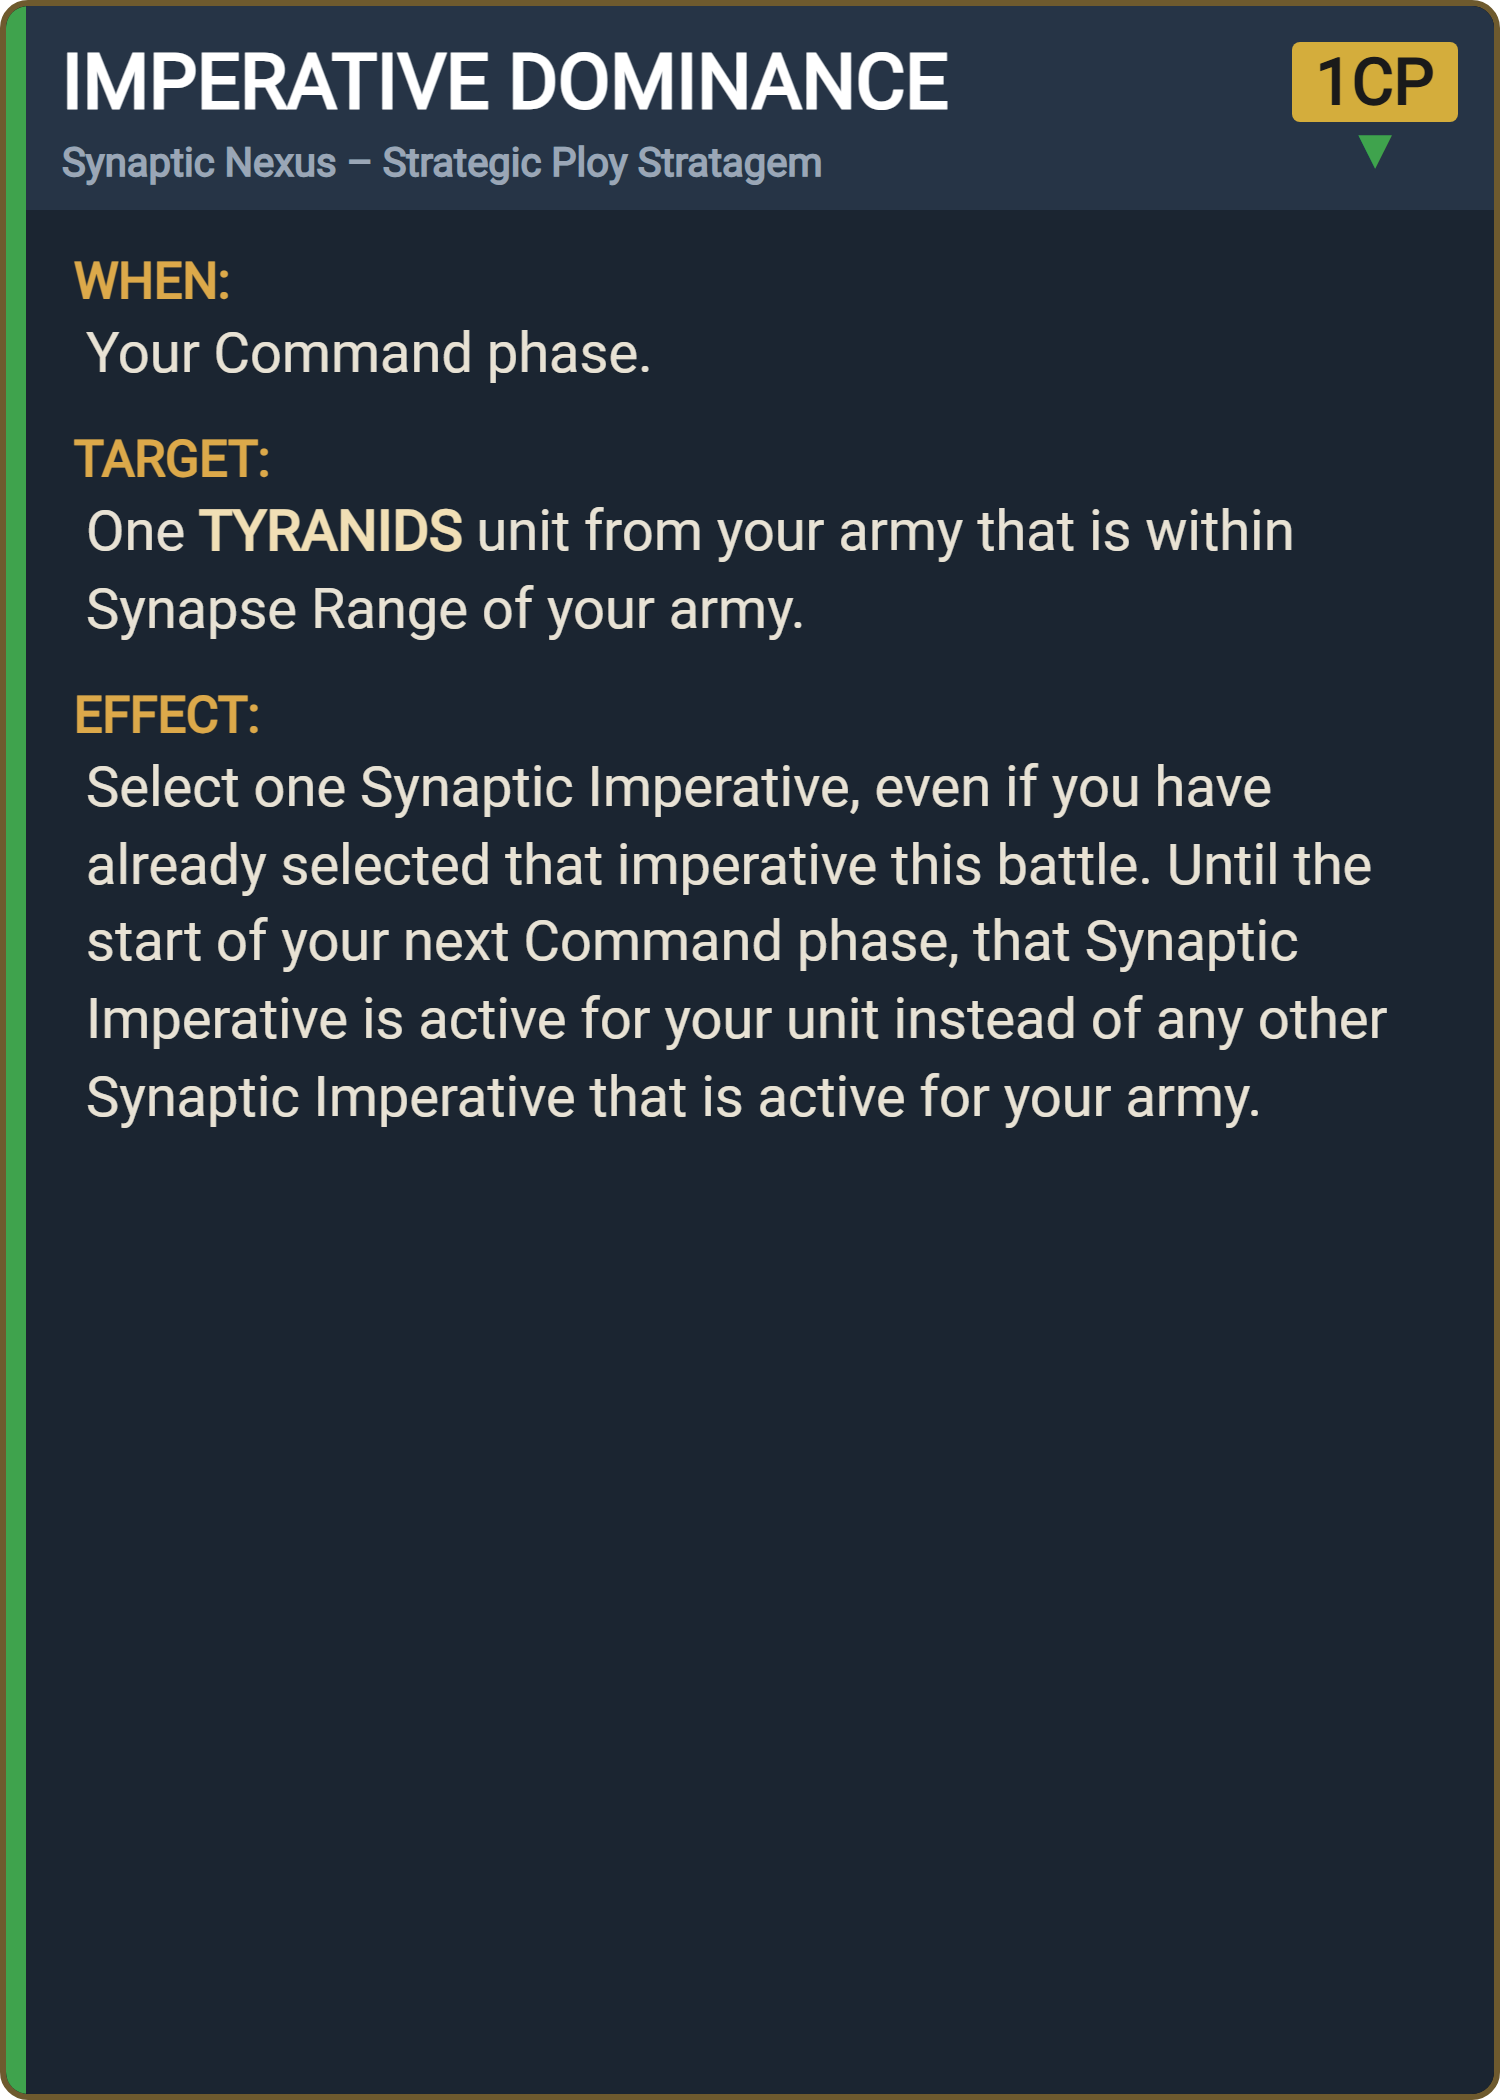 IMPERATIVE DOMINANCE
1CP
Synaptic Nexus – Strategic Ploy Stratagem
WHEN:
Your Command phase.
TARGET:
One TYRANIDS unit from your army that is within
Synapse Range of your army.
EFFECT:
Select one Synaptic Imperative, even if you have
already selected that imperative this battle. Until the
start of your next Command phase, that Synaptic
Imperative is active for your unit instead of any other
Synaptic Imperative that is active for your army.